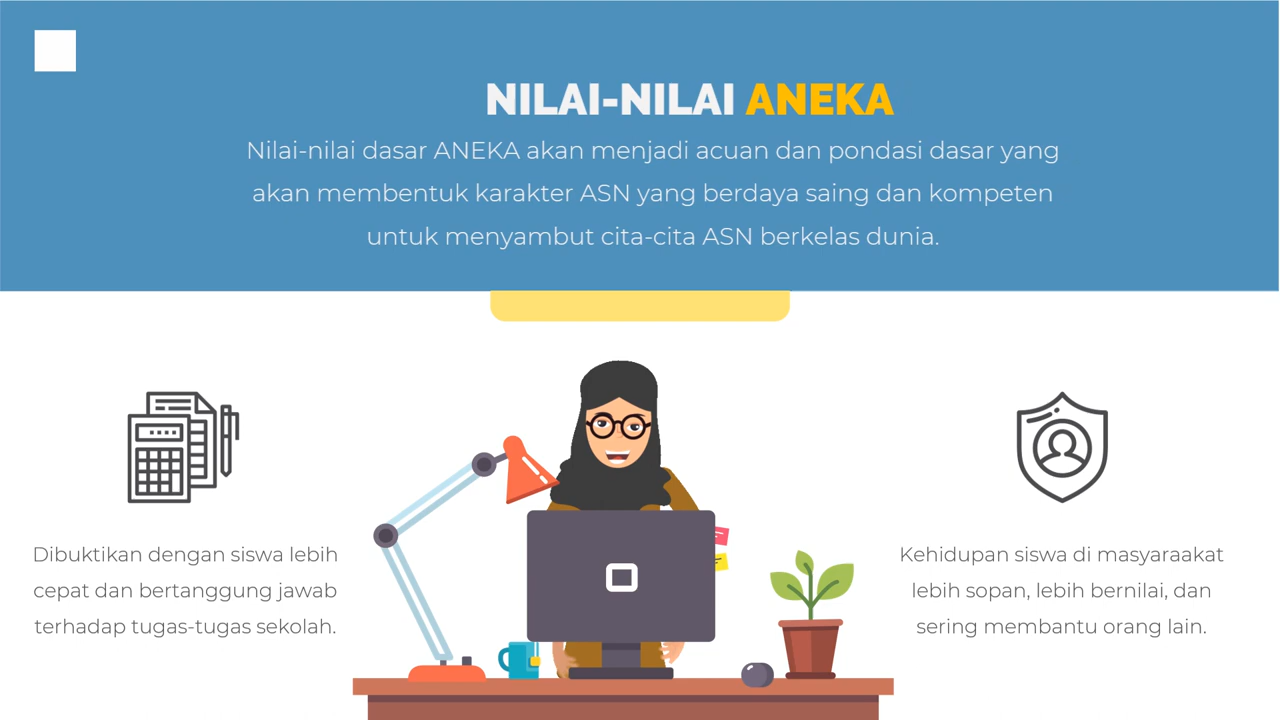 NILAI-NILAI ANEKA
Nilai-nilai dasar ANEKA akan menjadi acuan dan pondasi dasar yang
akan membentuk karakter ASN yang berdaya saing dan kompeten
untuk menyambut cita-cita ASN berkelas dunia.
Dibuktikan dengan siswa lebih
cepat dan bertanggung jawab
terhadap tugas-tugas sekolah.
Kehidupan siswa di masyaraakat
lebih sopan, lebih bernilai, dan
sering membantu orang lain.